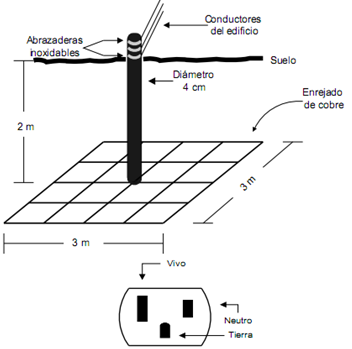 Conductores
del edificio
Abrazaderas
inoxidables
Suelo
Diámetro
4 cm
Enrejado
de cobre
2 m
3 m
3 m
Vivo
Neutro
Tierra